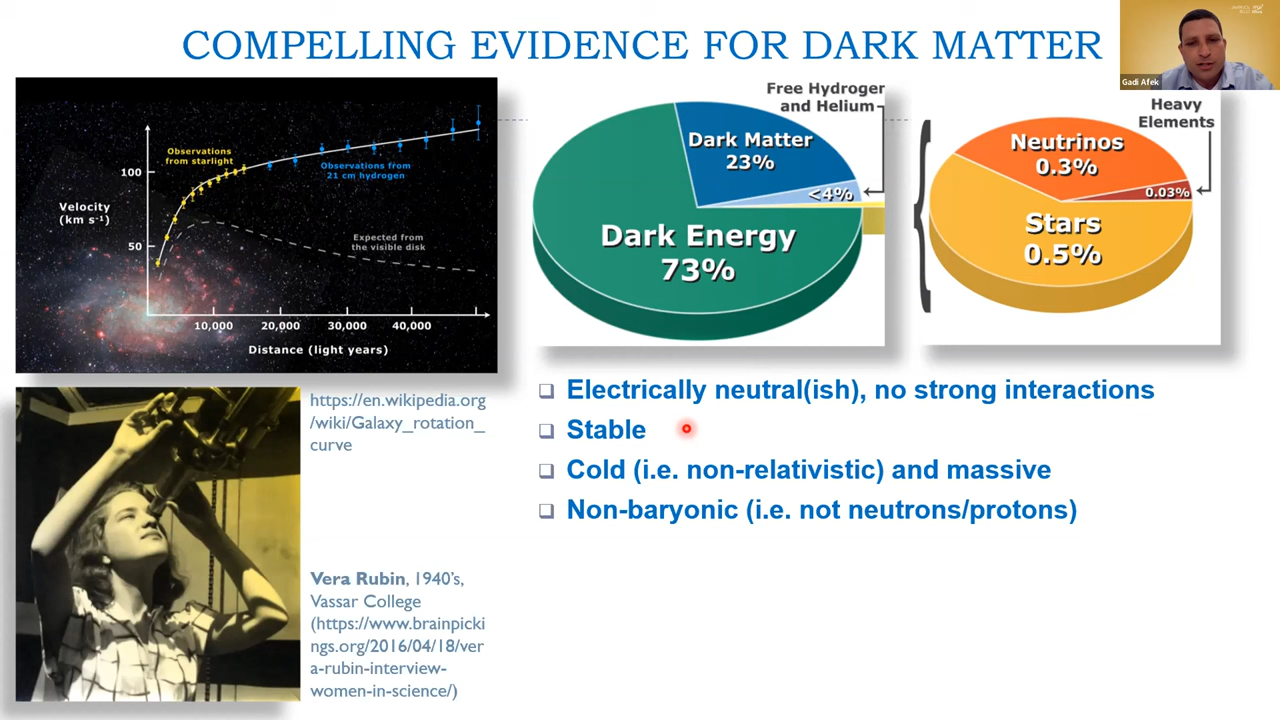 COMPELLING EVIDENCE FOR DARK MATTER
Gadi Afek
Observations
from starlight
100
Observations from
21 cm hydrogen
Velocity
(km s⁻¹)
50
Expected from
the visible disk
10,000
20,000
30,000
40,000
Distance (light years)
Free Hydrogen
and Helium
Dark Matter
23%
<4%
Dark Energy
73%
Heavy
Elements
Neutrinos
0.3%
0.03%
Stars
0.5%
https://en.wikipedia.org
/wiki/Galaxy_rotation_
curve
Electrically neutral(ish), no strong interactions
Stable
Cold (i.e. non-relativistic) and massive
Non-baryonic (i.e. not neutrons/protons)
Vera Rubin, 1940’s,
Vassar College
(https://www.brainpicki
ngs.org/2016/04/18/ver
a-rubin-interview-
women-in-science/)